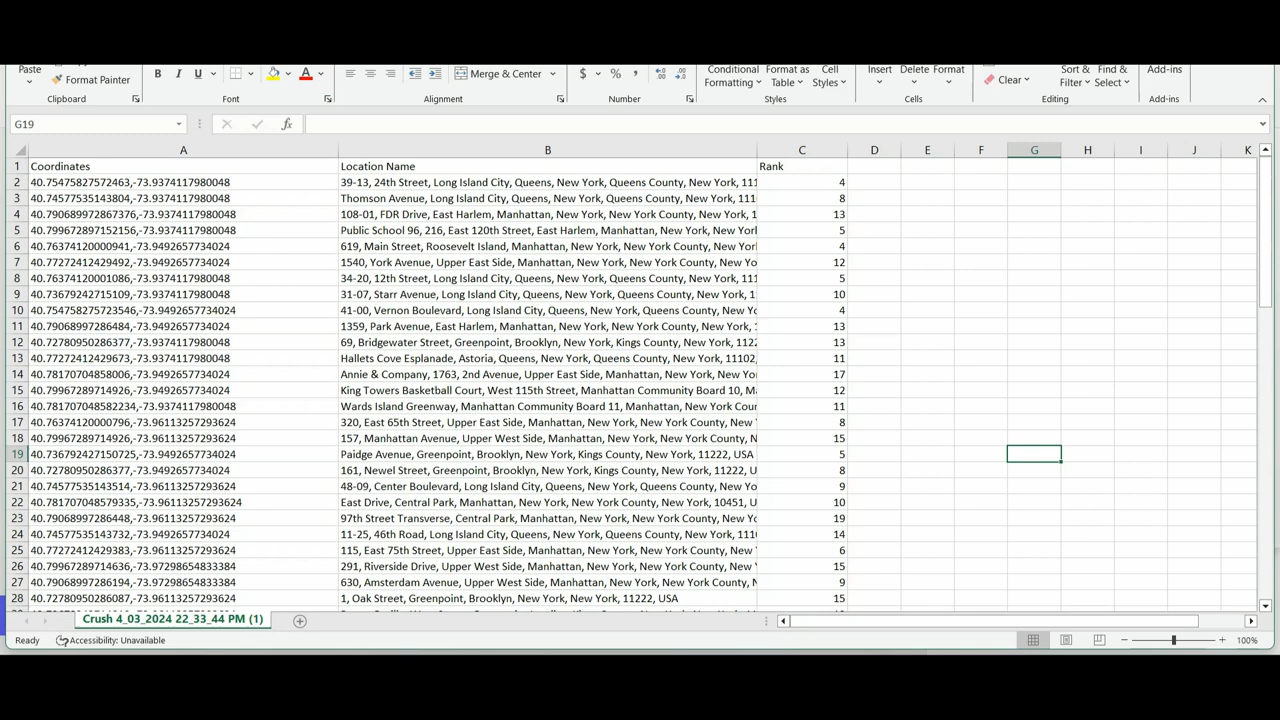 Paste
Format Painter
B I U A
Merge & Center
$ % ,
Conditional Formatting
Format as Table
Cell Styles
Insert Delete Format
Clear
Sort & Filter
Find & Select
Add-ins
Clipboard Font Alignment Number Styles Cells Editing Add-ins
G19 fx
A B C D E F G H I J K
1 Coordinates Location Name Rank
2 40.75475827572463,-73.9374117980048 39-13, 24th Street, Long Island City, Queens, New York, Queens County, New York, 111 4
3 40.74577535143804,-73.9374117980048 Thomson Avenue, Long Island City, Queens, New York, Queens County, New York, 111 8
4 40.790689972867376,-73.9374117980048 108-01, FDR Drive, East Harlem, Manhattan, New York, New York County, New York, 1 13
5 40.799672897152156,-73.9374117980048 Public School 96, 216, East 120th Street, East Harlem, Manhattan, New York, New Yor 5
6 40.76374120000941,-73.9492657734024 619, Main Street, Roosevelt Island, Manhattan, New York, New York County, New York 4
7 40.77272412429492,-73.9492657734024 1540, York Avenue, Upper East Side, Manhattan, New York, New York County, New Yo 12
8 40.76374120001086,-73.9374117980048 34-20, 12th Street, Long Island City, Queens, New York, Queens County, New York, 111 5
9 40.73679242715109,-73.9374117980048 31-07, Starr Avenue, Long Island City, Queens, New York, Queens County, New York, 1 10
10 40.754758275723546,-73.9492657734024 41-00, Vernon Boulevard, Long Island City, Queens, New York, Queens County, New Yo 4
11 40.79068997286484,-73.9492657734024 1359, Park Avenue, East Harlem, Manhattan, New York, New York County, New York, 1 13
12 40.72780950286377,-73.9374117980048 69, Bridgewater Street, Greenpoint, Brooklyn, New York, Kings County, New York, 1122 13
13 40.77272412429673,-73.9374117980048 Hallets Cove Esplanade, Astoria, Queens, New York, Queens County, New York, 11102, 11
14 40.78170704858006,-73.9492657734024 Annie & Company, 1763, 2nd Avenue, Upper East Side, Manhattan, New York, New Yor 17
15 40.79967289714926,-73.9492657734024 King Towers Basketball Court, West 115th Street, Manhattan Community Board 10, Ma 12
16 40.781707048582234,-73.9374117980048 Wards Island Greenway, Manhattan Community Board 11, Manhattan, New York Coun 11
17 40.76374120000796,-73.96113257293624 320, East 65th Street, Upper East Side, Manhattan, New York, New York County, New Y 8
18 40.79967289714926,-73.96113257293624 157, Manhattan Avenue, Upper West Side, Manhattan, New York, New York County, N 15
19 40.736792427150725,-73.9492657734024 Paidge Avenue, Greenpoint, Brooklyn, New York, Kings County, New York, 11222, USA 5
20 40.72780950286377,-73.9492657734024 161, Newel Street, Greenpoint, Brooklyn, New York, Kings County, New York, 11222, U 8
21 40.74577535143514,-73.96113257293624 48-09, Center Boulevard, Long Island City, Queens, New York, Queens County, New Yo 9
22 40.781707048579335,-73.96113257293624 East Drive, Central Park, Manhattan, New York, New York County, New York, 10451, U 10
23 40.79068997286448,-73.96113257293624 97th Street Transverse, Central Park, Manhattan, New York, New York County, New Yo 19
24 40.74577535143732,-73.9492657734024 11-25, 46th Road, Long Island City, Queens, New York, Queens County, New York, 1110 14
25 40.77272412429383,-73.96113257293624 115, East 75th Street, Upper East Side, Manhattan, New York, New York County, New Y 6
26 40.79967289714636,-73.97298654833384 291, Riverside Drive, Upper West Side, Manhattan, New York, New York County, New Y 15
27 40.79068997286194,-73.97298654833384 630, Amsterdam Avenue, Upper West Side, Manhattan, New York, New York County, N 9
28 40.72780950286087,-73.96113257293624 1, Oak Street, Greenpoint, Brooklyn, New York, New York, 11222, USA 15
Crush 4_03_2024 22_33_44 PM (1)
Ready Accessibility: Unavailable 100%